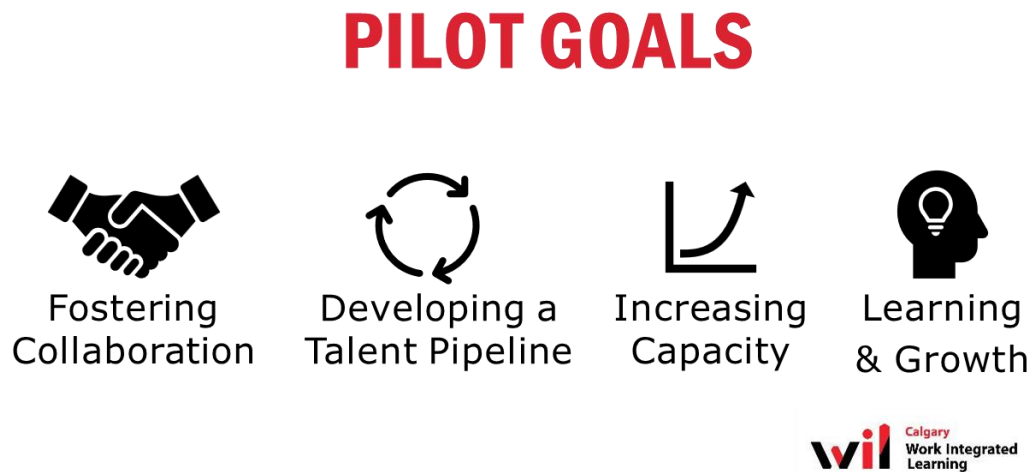 PILOT GOALS
Fostering
Collaboration
Developing a
Talent Pipeline
Increasing
Capacity
Learning
& Growth
wil
Calgary
Work Integrated
Learning